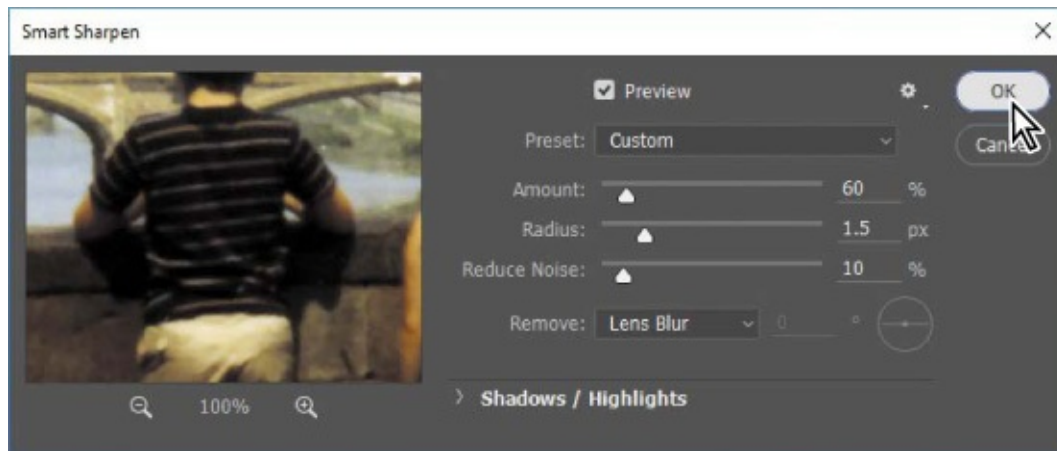 Smart Sharpen
Preview
OK
Preset: Custom
Cancel
Amount: 60 %
Radius: 1.5 px
Reduce Noise: 10 %
Remove: Lens Blur 0 °
100%
Shadows / Highlights